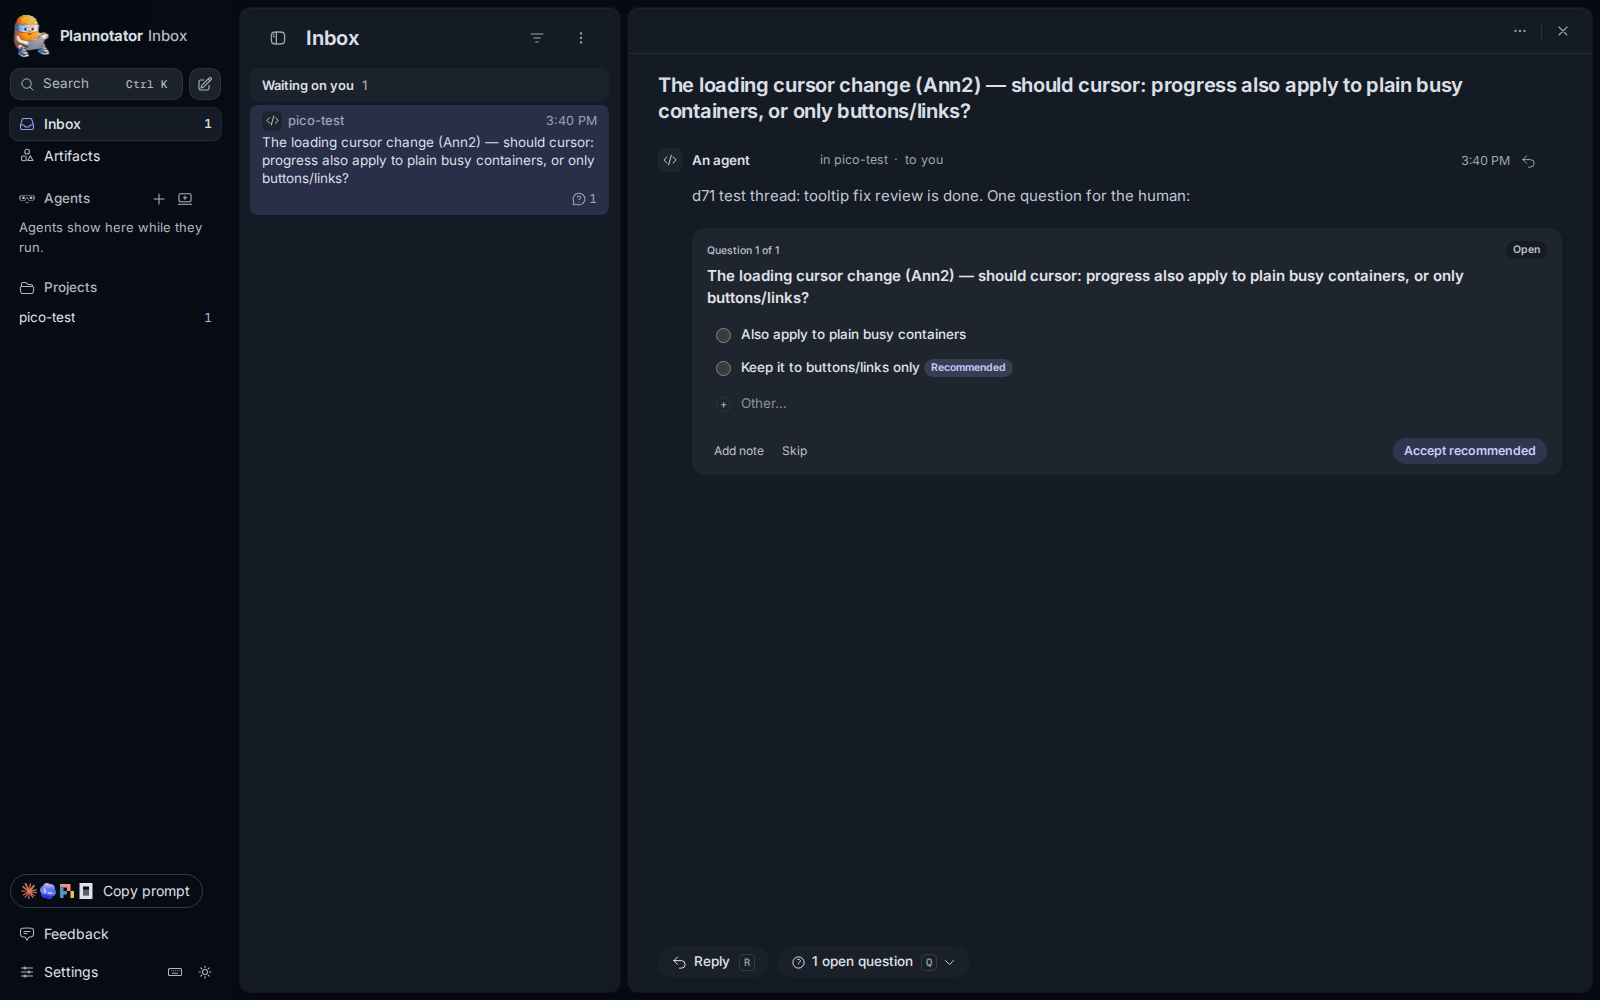 Plannotator Inbox
Search Ctrl K
Inbox 1
Artifacts
Agents
Agents show here while they
run.
Projects
pico-test 1
Copy prompt
Feedback
Settings
Inbox
Waiting on you 1
pico-test 3:40 PM
The loading cursor change (Ann2) — should cursor:
progress also apply to plain busy containers, or only
buttons/links?
1
The loading cursor change (Ann2) — should cursor: progress also apply to plain busy
containers, or only buttons/links?
An agent in pico-test · to you 3:40 PM
d71 test thread: tooltip fix review is done. One question for the human:
Question 1 of 1 Open
The loading cursor change (Ann2) — should cursor: progress also apply to plain busy containers, or only
buttons/links?
Also apply to plain busy containers
Keep it to buttons/links only Recommended
Other...
Add note Skip Accept recommended
Reply R 1 open question Q